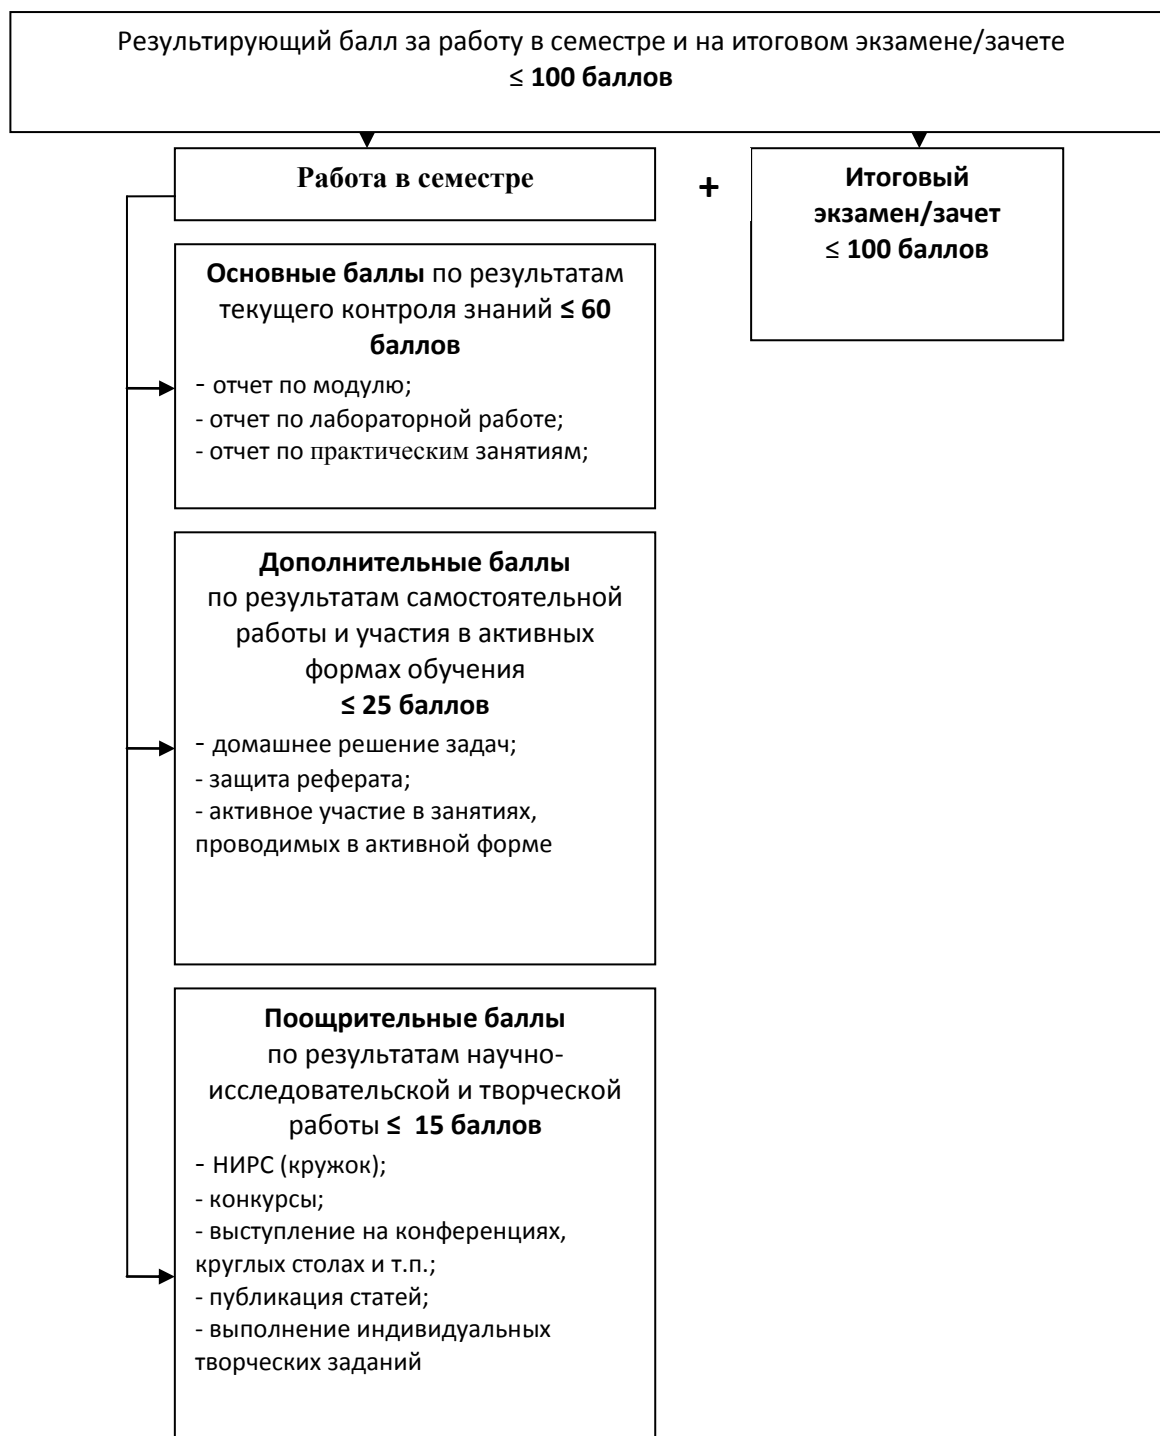 Результирующий балл за работу в семестре и на итоговом экзамене/зачете
≤ 100 баллов
Работа в семестре
+
Итоговый
экзамен/зачет
≤ 100 баллов
Основные баллы по результатам
текущего контроля знаний ≤ 60
баллов
- отчет по модулю;
- отчет по лабораторной работе;
- отчет по практическим занятиям;
Дополнительные баллы
по результатам самостоятельной
работы и участия в активных
формах обучения
≤ 25 баллов
- домашнее решение задач;
- защита реферата;
- активное участие в занятиях,
проводимых в активной форме
Поощрительные баллы
по результатам научно-
исследовательской и творческой
работы ≤ 15 баллов
- НИРС (кружок);
- конкурсы;
- выступление на конференциях,
круглых столах и т.п.;
- публикация статей;
- выполнение индивидуальных
творческих заданий